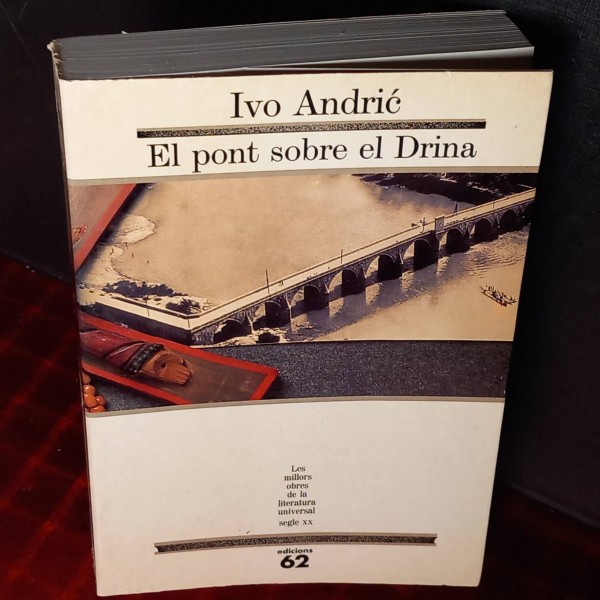 Ivo Andrić
El pont sobre el Drina
Les
millors
obres
de la
literatura
universal
segle xx
edicions
62